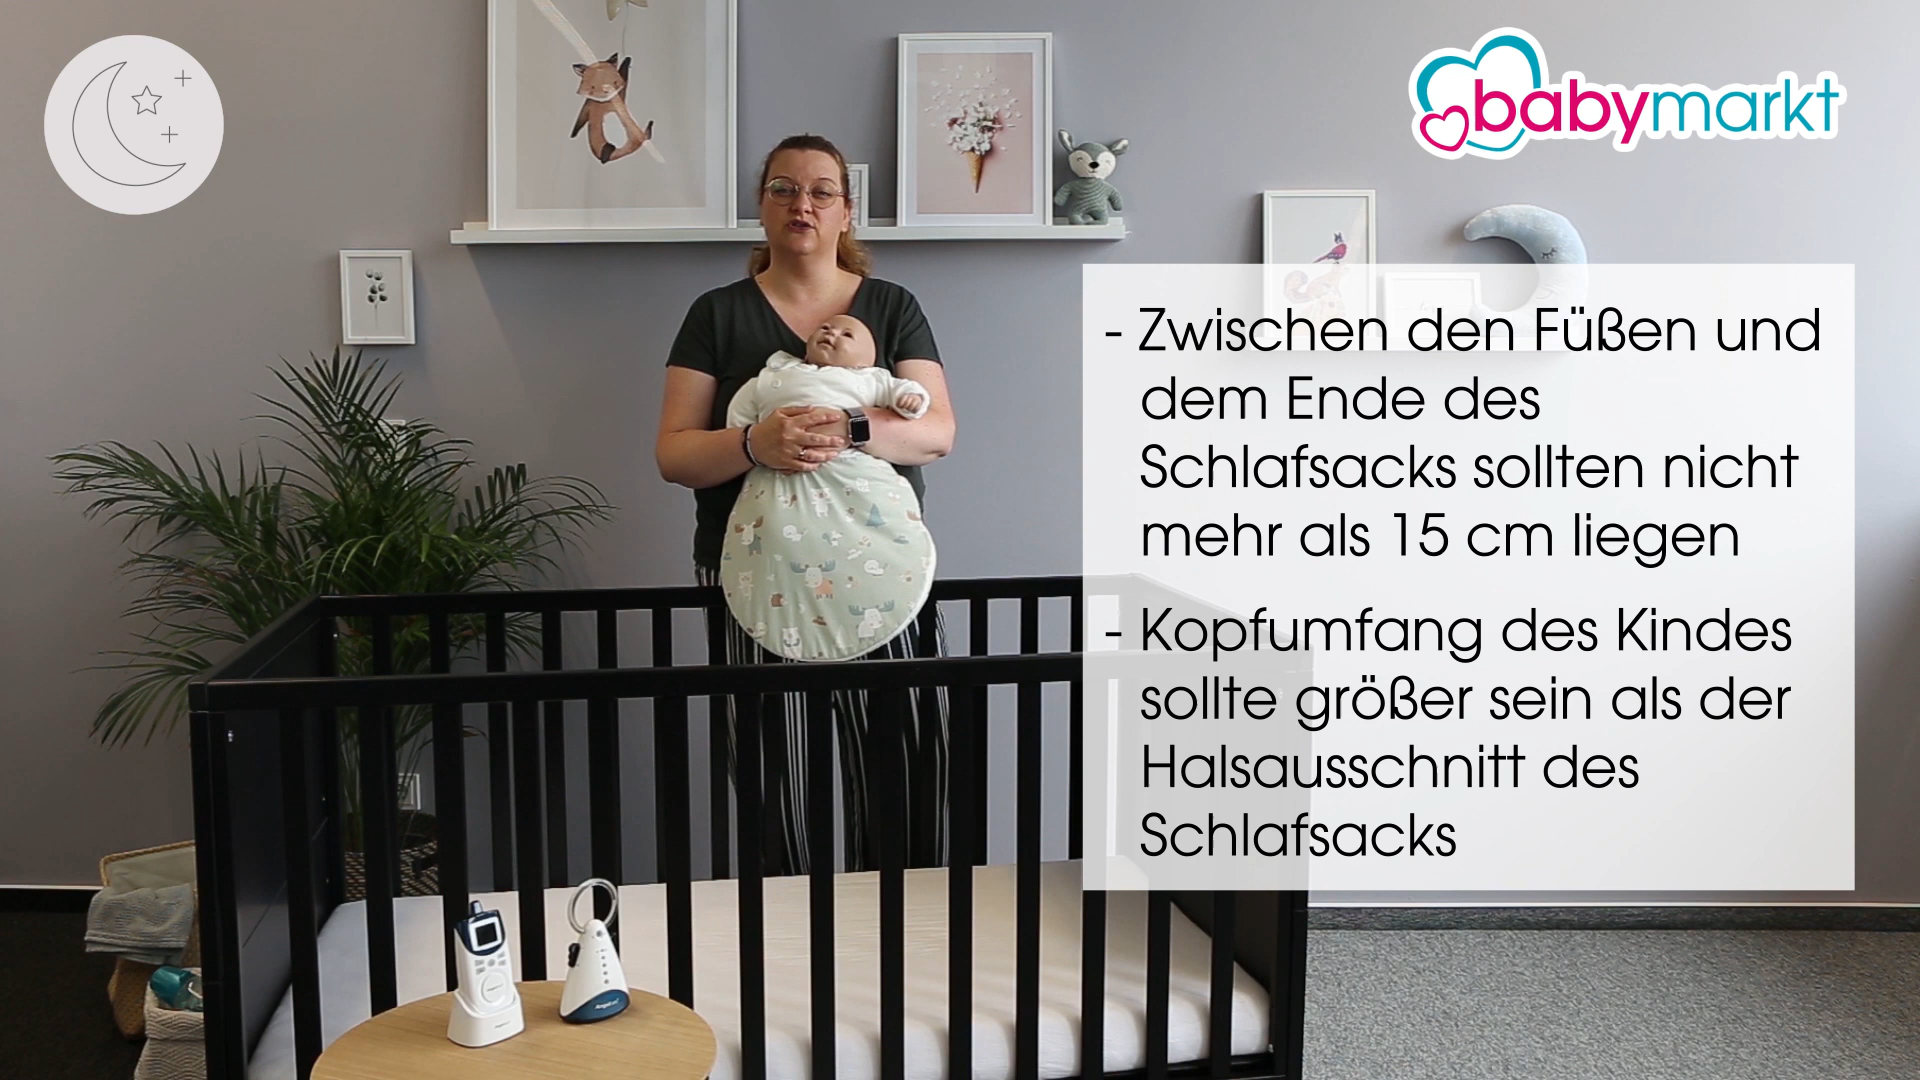 babymarkt
- Zwischen den Füßen und
dem Ende des
Schlafsacks sollten nicht
mehr als 15 cm liegen
- Kopfumfang des Kindes
sollte größer sein als der
Halsausschnitt des
Schlafsacks